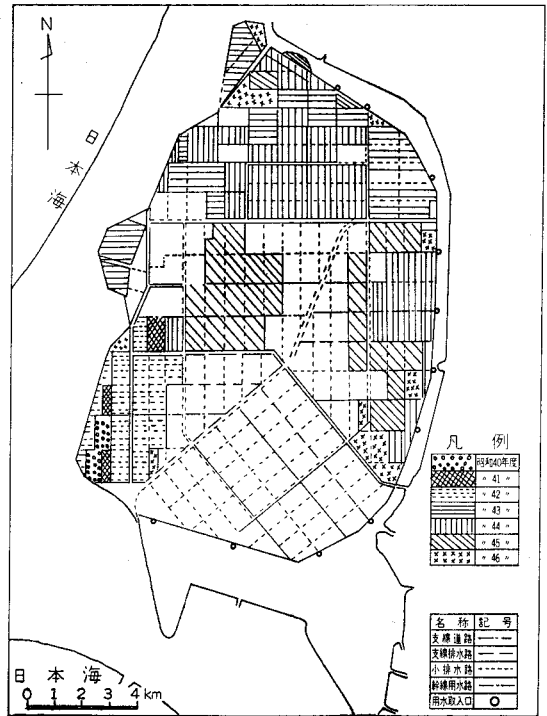 N
日本海
凡例
昭和40年度
〃 41 〃
〃 42 〃
〃 43 〃
〃 44 〃
〃 45 〃
〃 46 〃
名称 記号
支線道路
支線排水路
小排水路
幹線用水路
用水取入口
日本海
0 1 2 3 4 km